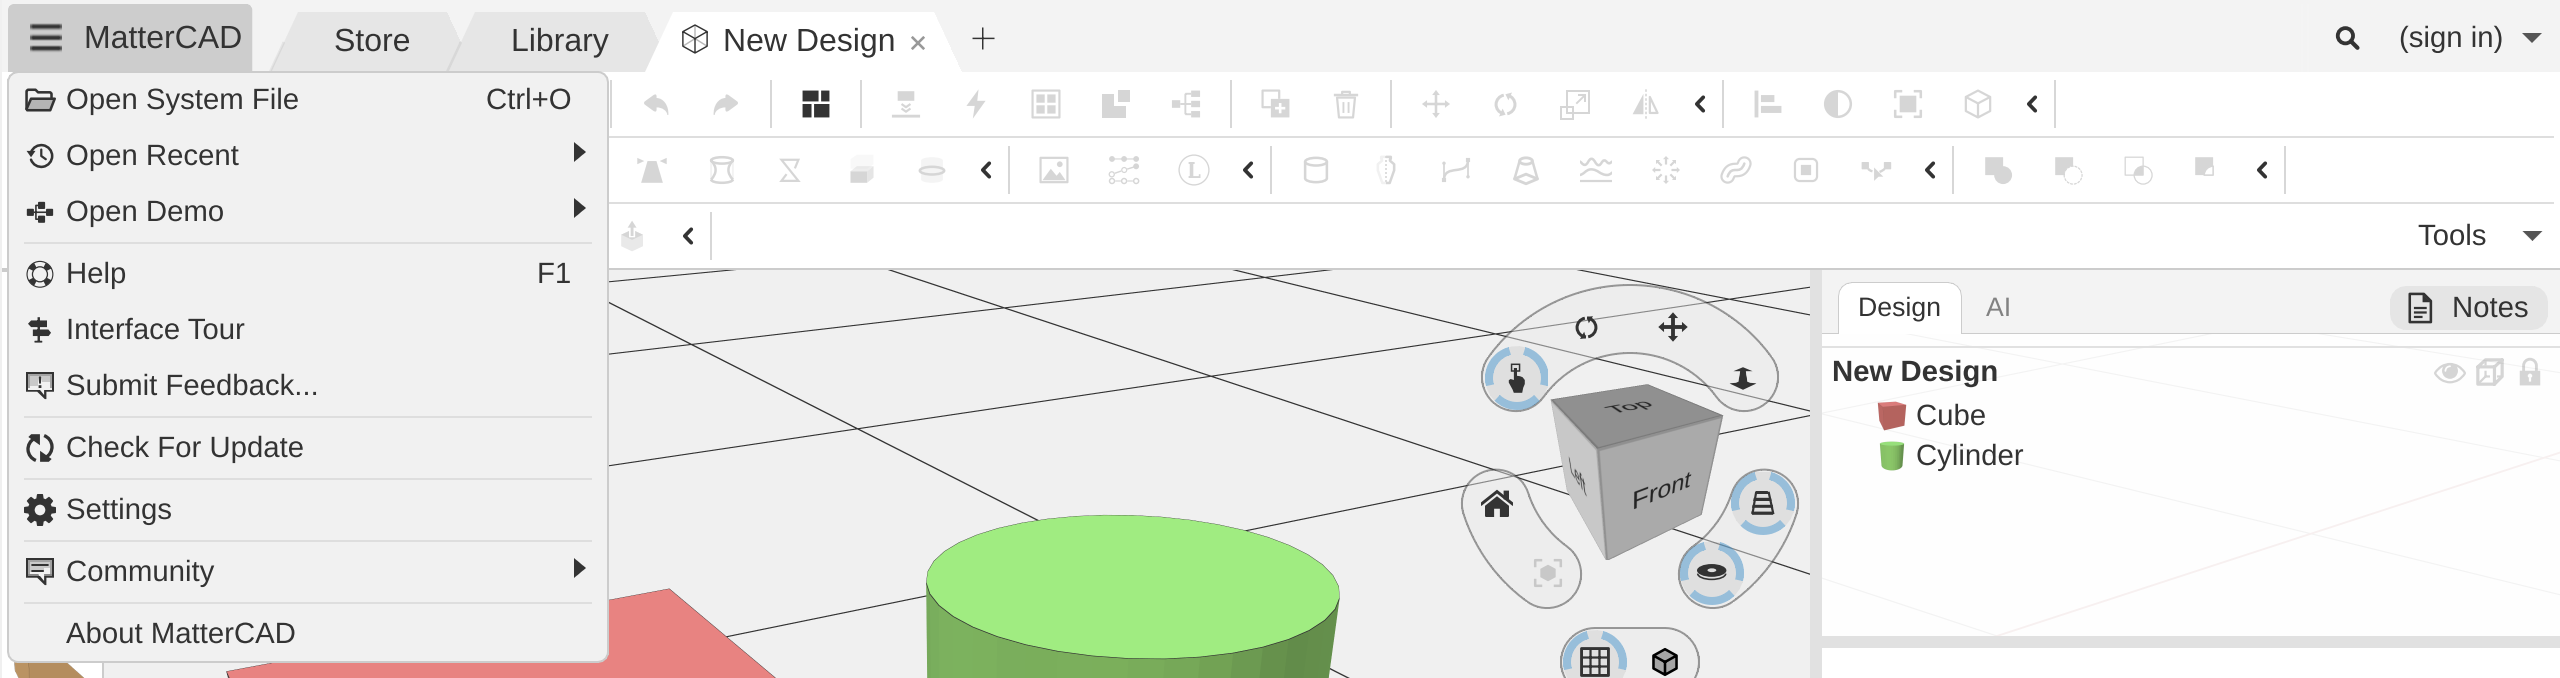 MatterCAD
Store
Library
New Design ×
+
(sign in)
Open System File Ctrl+O
Open Recent
Open Demo
Help F1
Interface Tour
Submit Feedback...
Check For Update
Settings
Community
About MatterCAD
L
Tools
Top
Left
Front
Design
AI
Notes
New Design
Cube
Cylinder